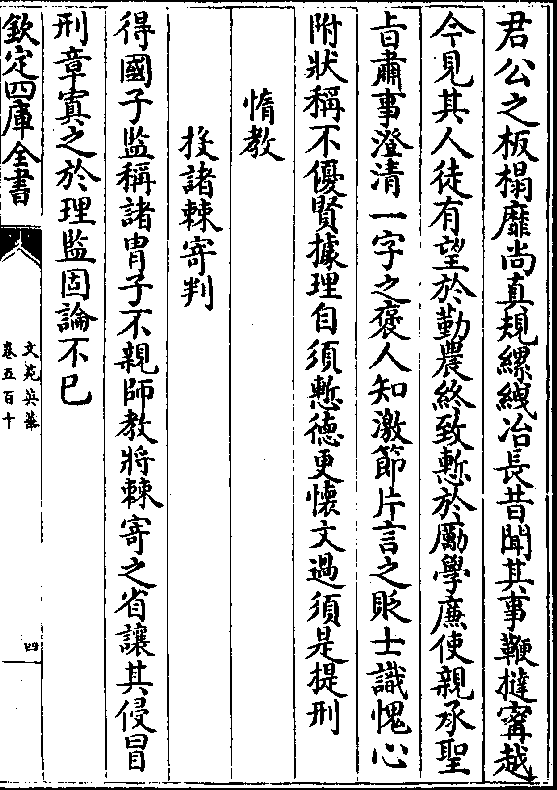 君公之板榻靡尚真規縲絏冶長昔聞其事鞭撻寗越
今見其人徒有望於勤農終致慙於勵學廉使親承聖
旨肅事澄清一字之褒人知激節片言之貶士識愧心
附狀稱不優賢據理自須慙德更懷文過須是提刑
惰教
投諸棘寄判
得國子監稱諸胄子不親師教將棘寄之省讓其侵冒
刑章寘之於理監固論不已
欽定四庫全書
文苑英華
卷五百十
四